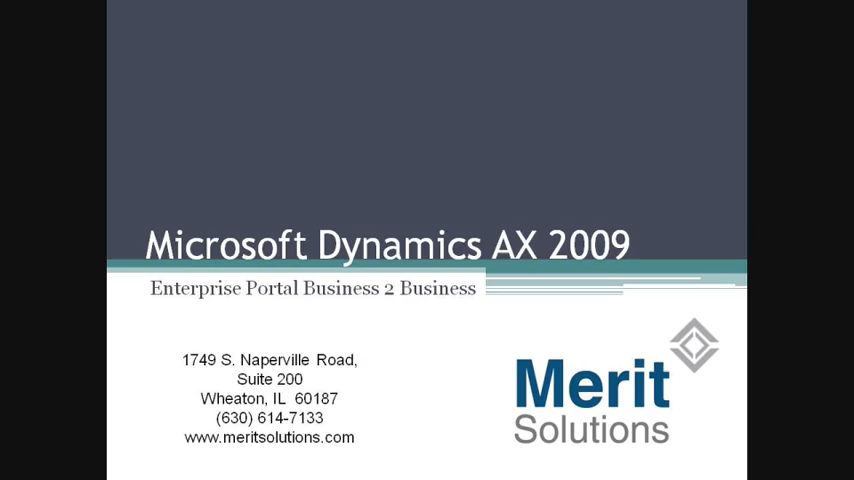 Microsoft Dynamics AX 2009
Enterprise Portal Business 2 Business
1749 S. Naperville Road,
Suite 200
Wheaton, IL 60187
(630) 614-7133
www.meritsolutions.com
Merit
Solutions